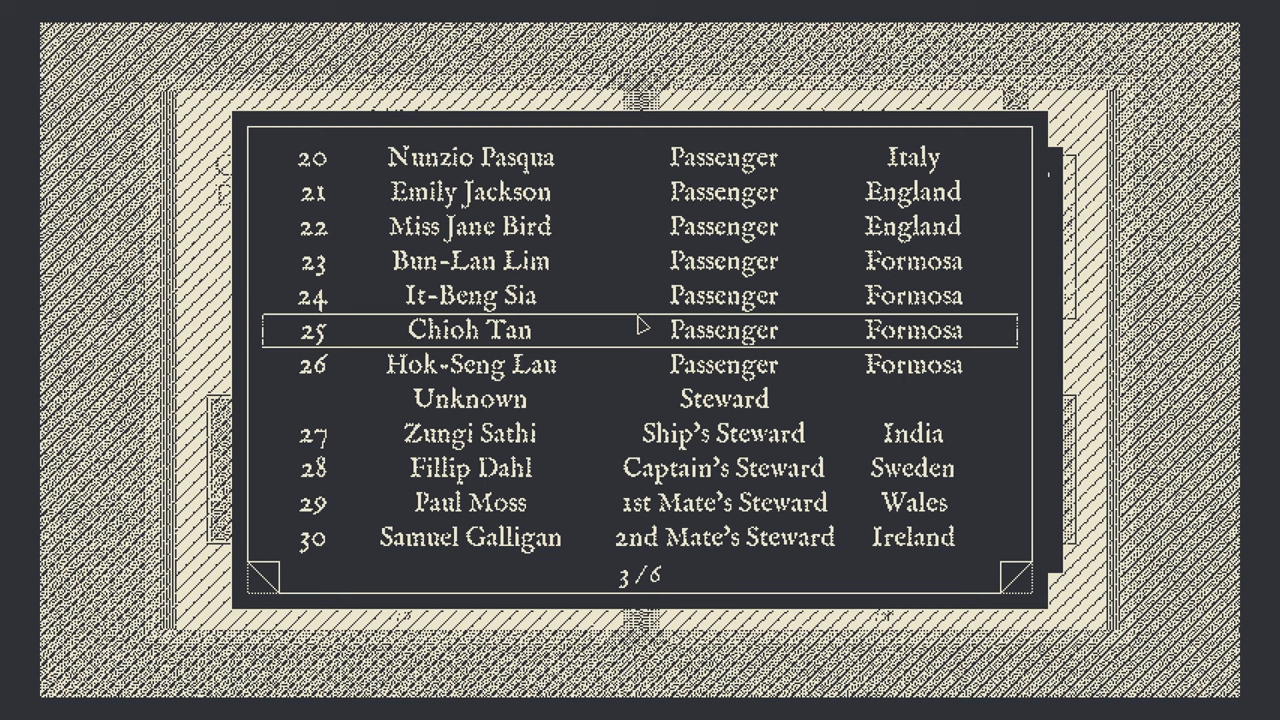 20 Nunzio Pasqua Passenger Italy
21 Emily Jackson Passenger England
22 Miss Jane Bird Passenger England
23 Bun-Lan Lim Passenger Formosa
24 It-Beng Sia Passenger Formosa
25 Chioh Tan Passenger Formosa
26 Hok-Seng Lau Passenger Formosa
Unknown Steward
27 Zungi Sathi Ship's Steward India
28 Fillip Dahl Captain's Steward Sweden
29 Paul Moss 1st Mate's Steward Wales
30 Samuel Galligan 2nd Mate's Steward Ireland
3/6